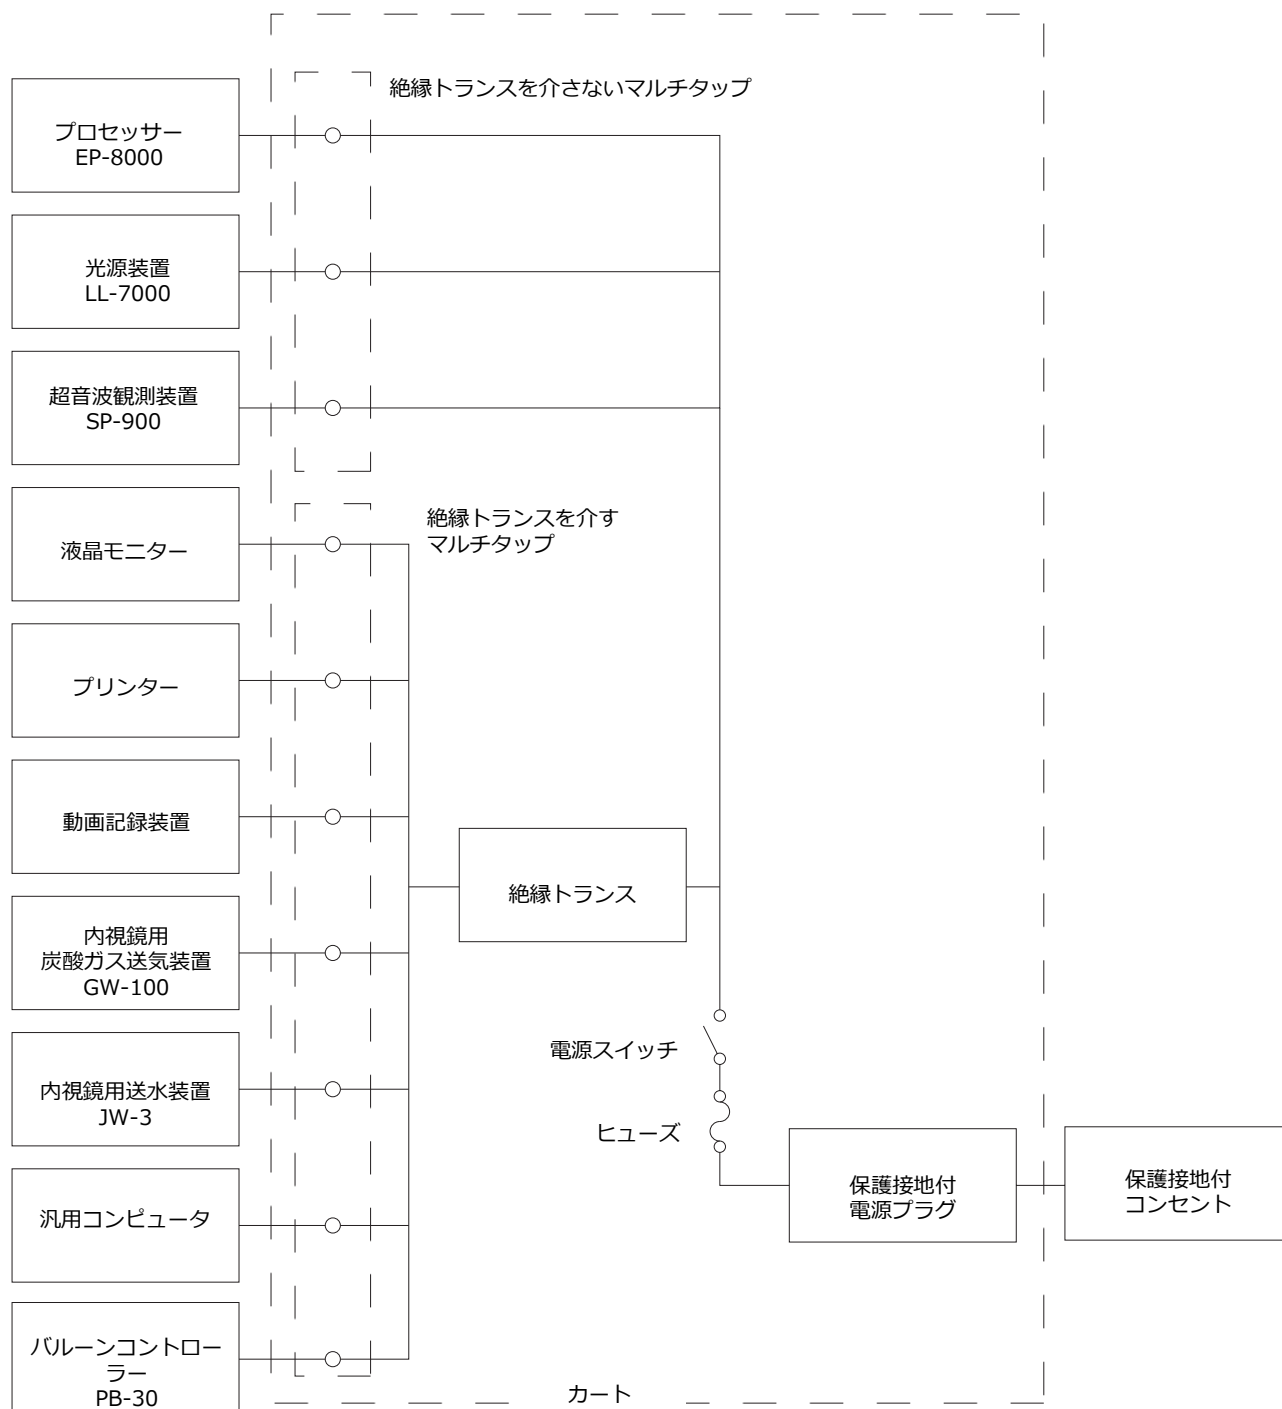 絶縁トランスを介さないマルチタップ
プロセッサー
EP-8000
光源装置
LL-7000
超音波観測装置
SP-900
絶縁トランスを介す
マルチタップ
液晶モニター
プリンター
動画記録装置
絶縁トランス
内視鏡用
炭酸ガス送気装置
GW-100
電源スイッチ
内視鏡用送水装置
JW-3
ヒューズ
保護接地付
電源プラグ
保護接地付
コンセント
汎用コンピュータ
バルーンコントロー
ラー
PB-30
カート